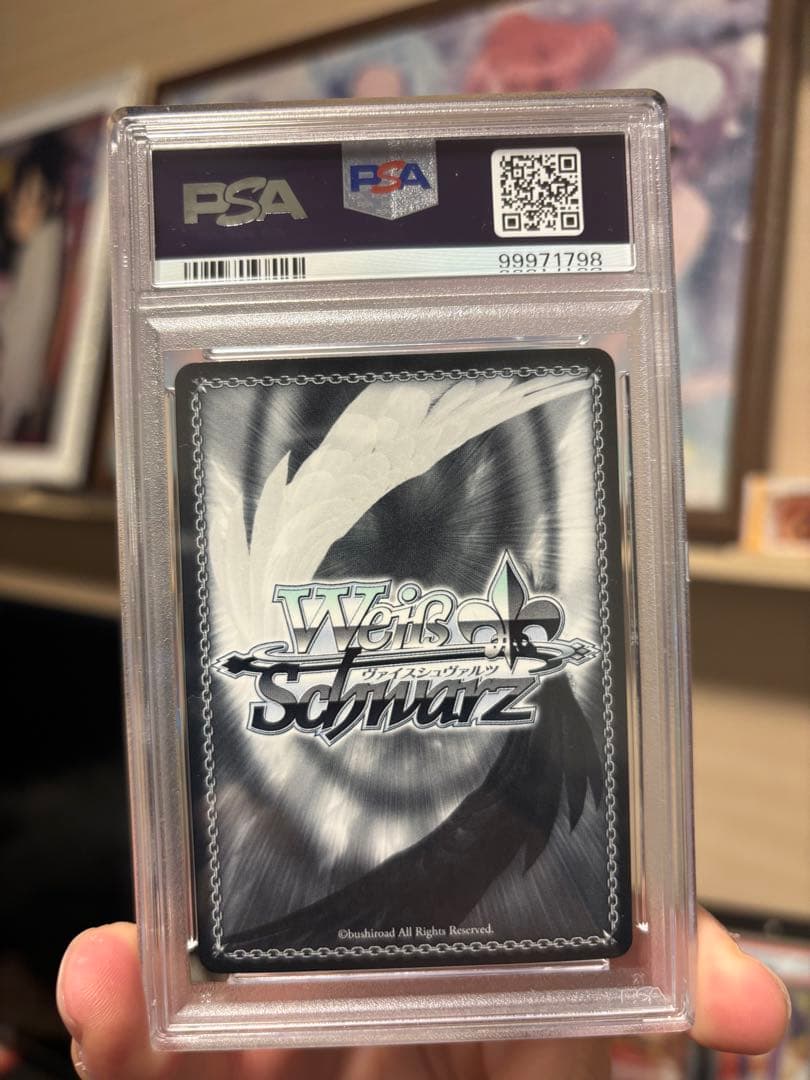 PSA
PSA
99971798
Weiß
ヴァイスシュヴァルツ
Schwarz
©bushiroad All Rights Reserved.
PSA